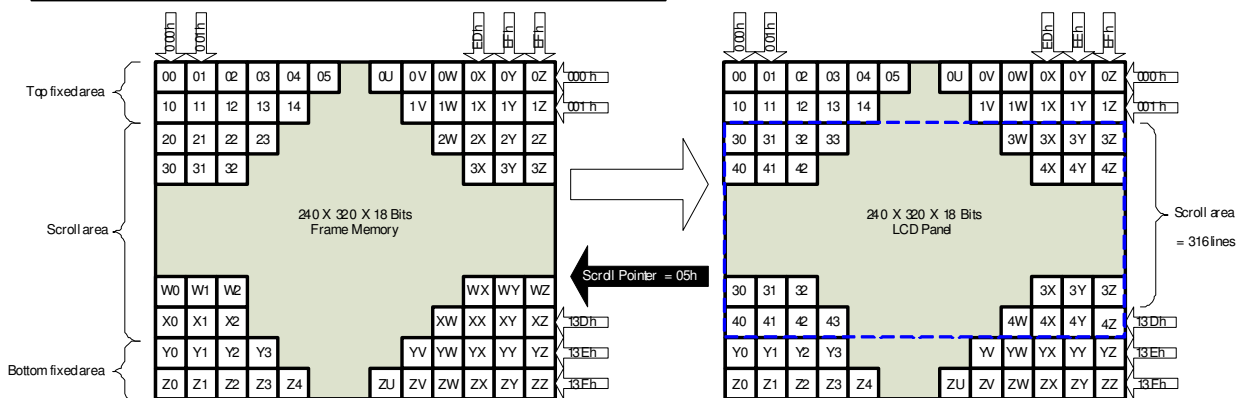 000h 001h EDh EFh EFh 000h 001h EDh EEh EFh
00 01 02 03 04 05 0U 0V 0W 0X 0Y 0Z 000h 00 01 02 03 04 05 0U 0V 0W 0X 0Y 0Z 000h
Top fixed area
10 11 12 13 14 1V 1W 1X 1Y 1Z 001h 10 11 12 13 14 1V 1W 1X 1Y 1Z 001h
20 21 22 23 2W 2X 2Y 2Z 30 31 32 33 3W 3X 3Y 3Z
30 31 32 3X 3Y 3Z 40 41 42 4X 4Y 4Z
240 X 320 X 18 Bits 240 X 320 X 18 Bits Scroll area
Scroll area Frame Memory LCD Panel
= 316 lines
Scroll Pointer = 05h
W0 W1 W2 WX WY WZ 30 31 32 3X 3Y 3Z
X0 X1 X2 XW XX XY XZ 13Dh 40 41 42 43 4W 4X 4Y 4Z 13Dh
Y0 Y1 Y2 Y3 YV YW YX YY YZ 13Eh Y0 Y1 Y2 Y3 YV YW YX YY YZ 13Eh
Bottom fixed area
Z0 Z1 Z2 Z3 Z4 ZU ZV ZW ZX ZY ZZ 13Fh Z0 Z1 Z2 Z3 Z4 ZU ZV ZW ZX ZY ZZ 13Fh